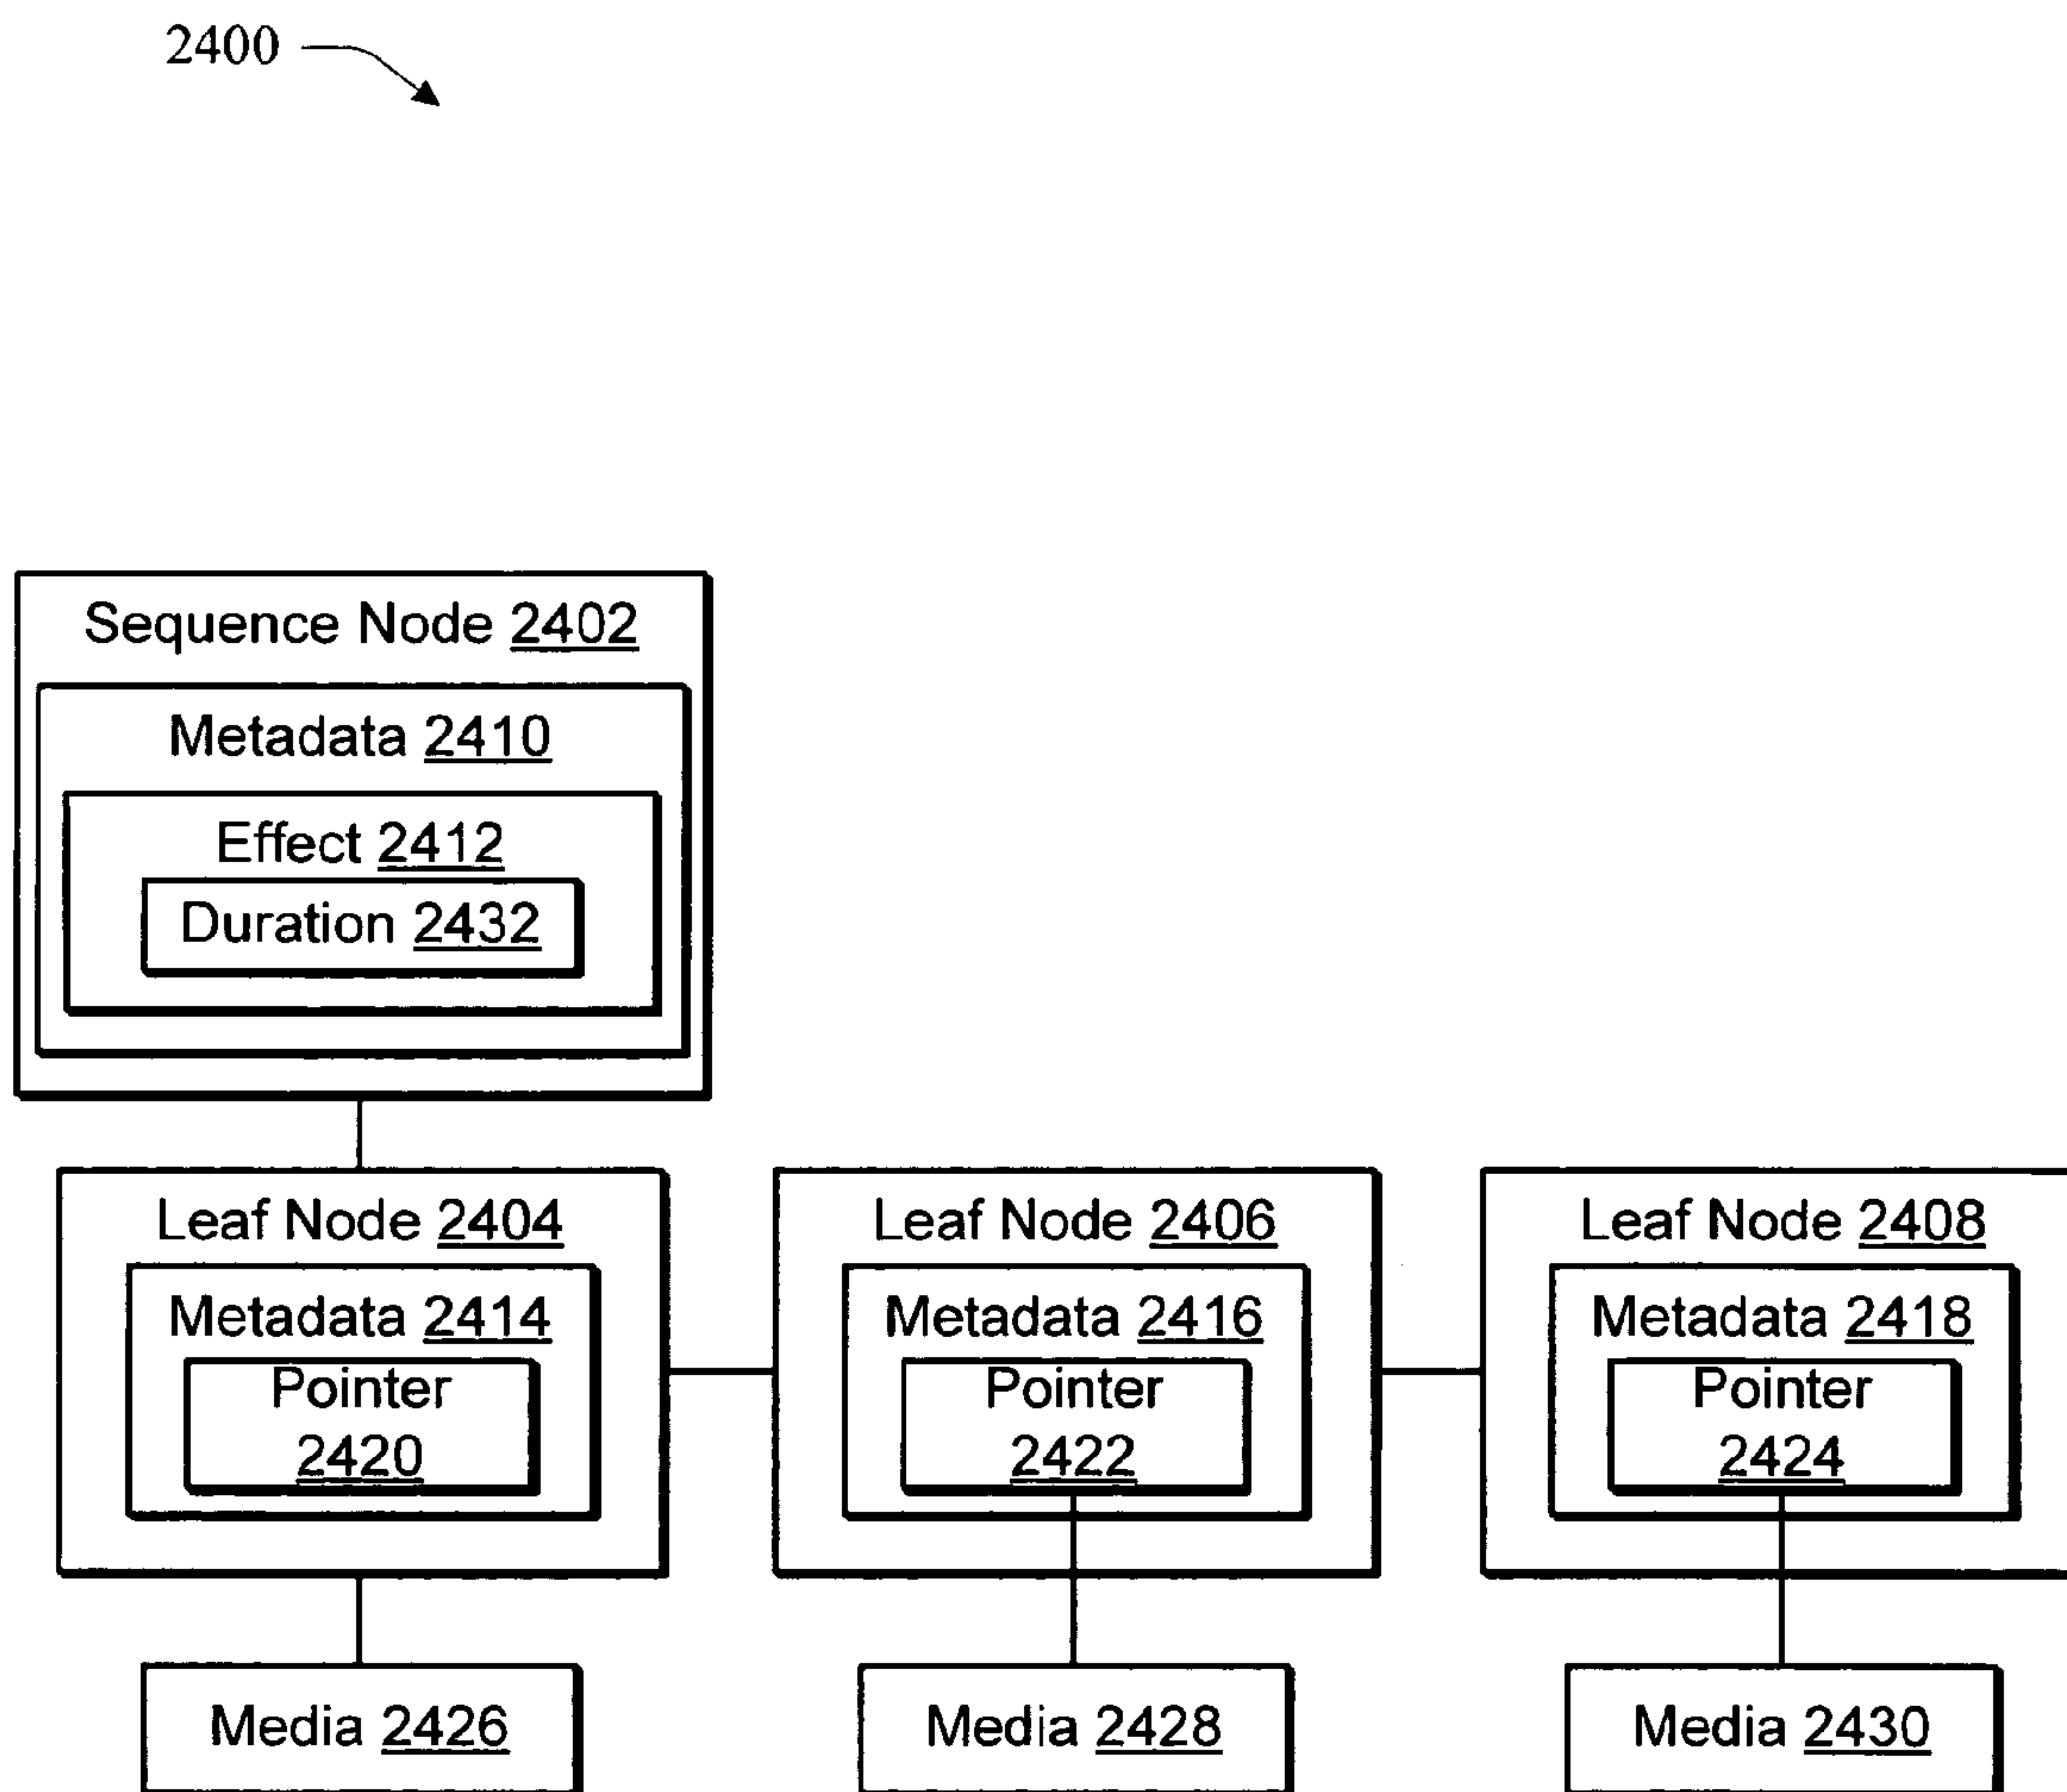 2400
Sequence Node 2402
Metadata 2410
Effect 2412
Duration 2432
Leaf Node 2404
Metadata 2414
Pointer
2420
Leaf Node 2406
Metadata 2416
Pointer
2422
Leaf Node 2408
Metadata 2418
Pointer
2424
Media 2426
Media 2428
Media 2430